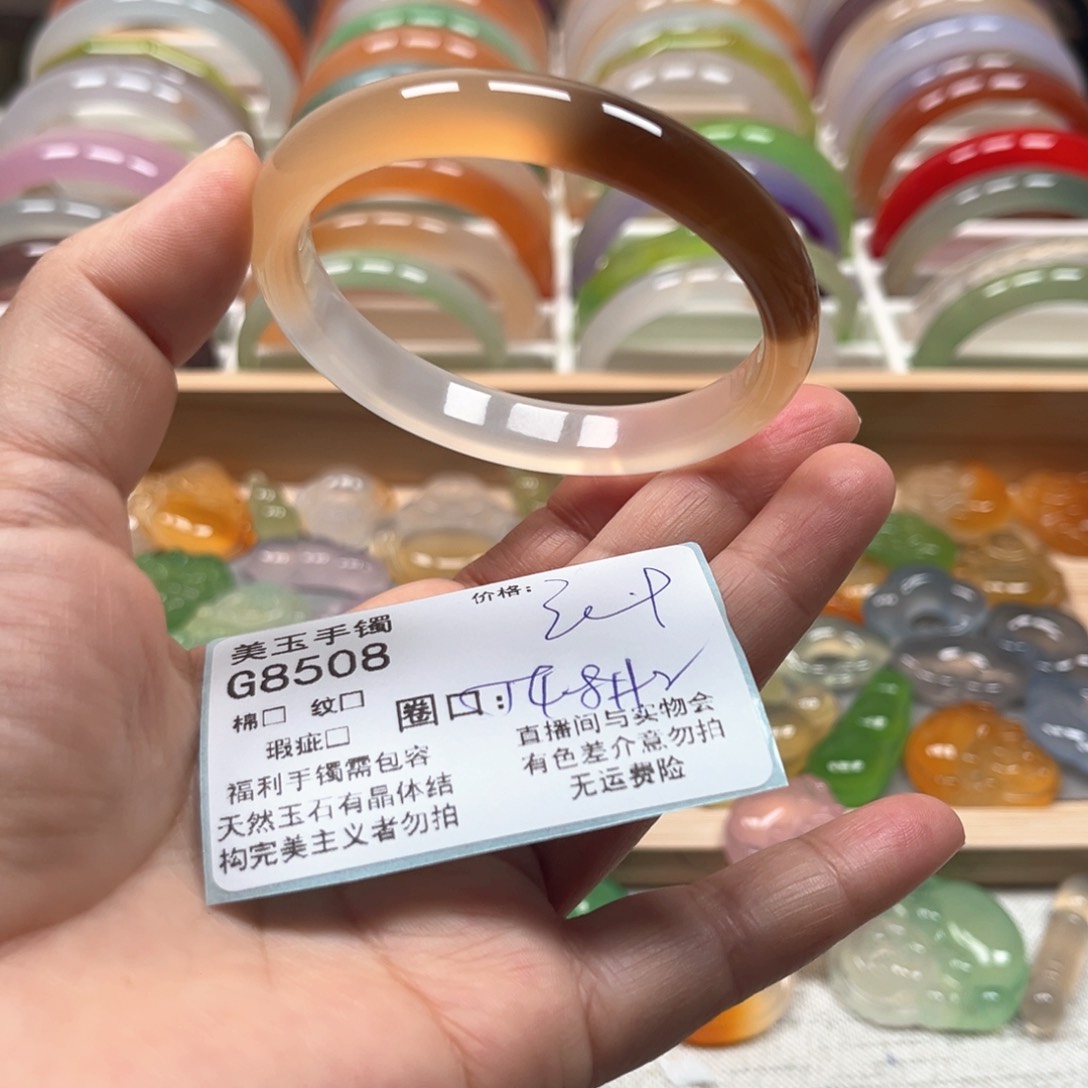 价格:
美玉手镯
G8508
棉□ 纹□
瑕疵□
圈口:
福利手镯需包容
天然玉石有晶体结
构完美主义者勿拍
直播间与实物会
有色差介意勿拍
无运费险